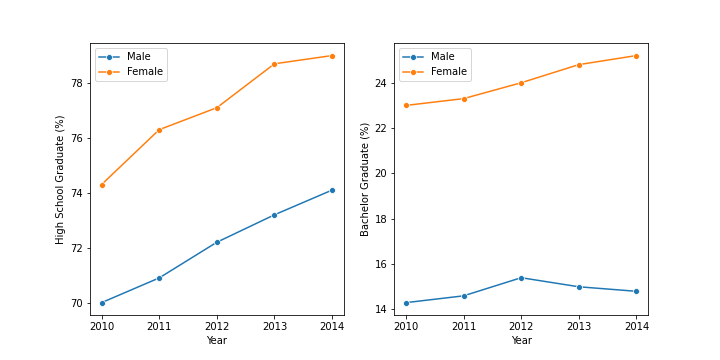 Male
Female
High School Graduate (%)
78
76
74
72
70
2010 2011 2012 2013 2014
Year
Male
Female
Bachelor Graduate (%)
24
22
20
18
16
14
2010 2011 2012 2013 2014
Year